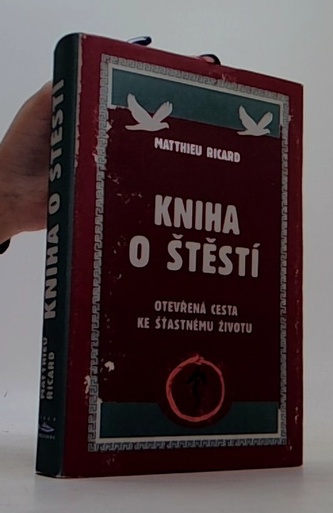 MATTHIEU RICARD
KNIHA
O ŠTĚSTÍ
OTEVŘENÁ CESTA
KE ŠŤASTNÉMU ŽIVOTU
KNIHA O ŠTĚSTÍ
MATTHIEU
RICARD